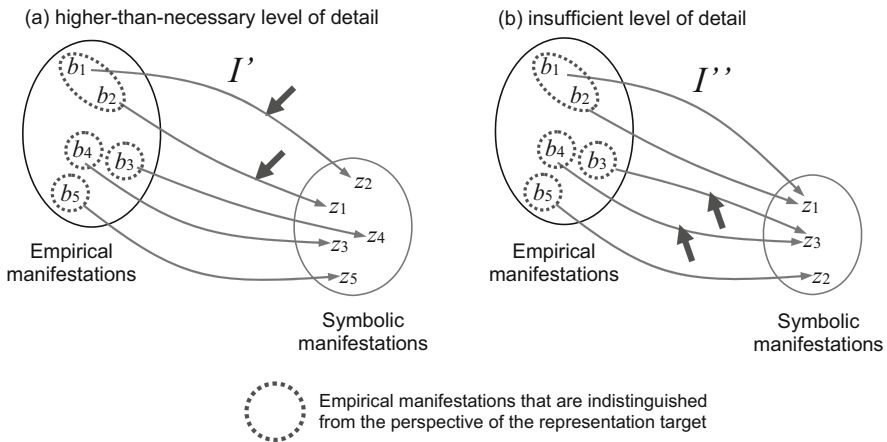 (a) higher-than-necessary level of detail
I'
b1
b2
b4
b3
b5
z2
z1
z4
z3
z5
Empirical
manifestations
Symbolic
manifestations
(b) insufficient level of detail
I''
b1
b2
b4
b3
b5
z1
z3
z2
Empirical
manifestations
Symbolic
manifestations
Empirical manifestations that are indistinguished
from the perspective of the representation target